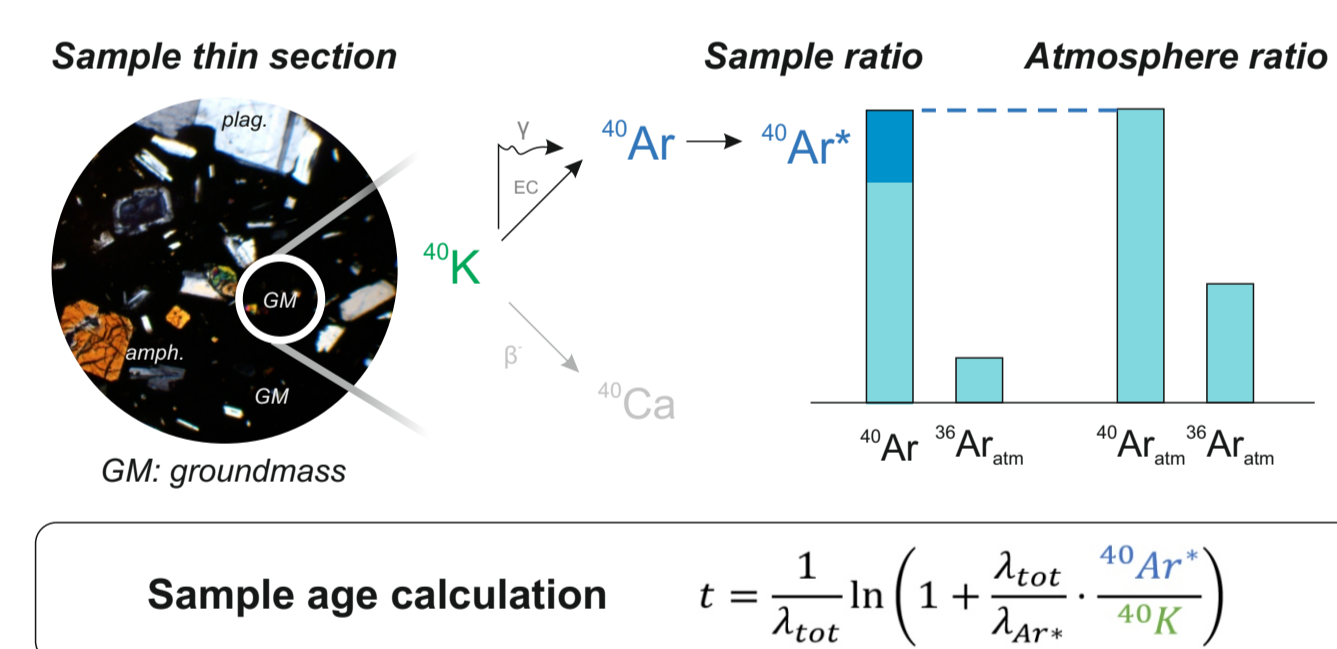 Sample thin section
Sample ratio
Atmosphere ratio
plag.
GM
amph.
GM
GM: groundmass
γ
EC
⁴⁰Ar
⁴⁰Ar*
⁴⁰K
β⁻
⁴⁰Ca
⁴⁰Ar
³⁶Ar_atm
⁴⁰Ar_atm
³⁶Ar_atm
Sample age calculation
t = 1/λ_tot ln(1 + λ_tot/λ_Ar* · ⁴⁰Ar*/⁴⁰K)